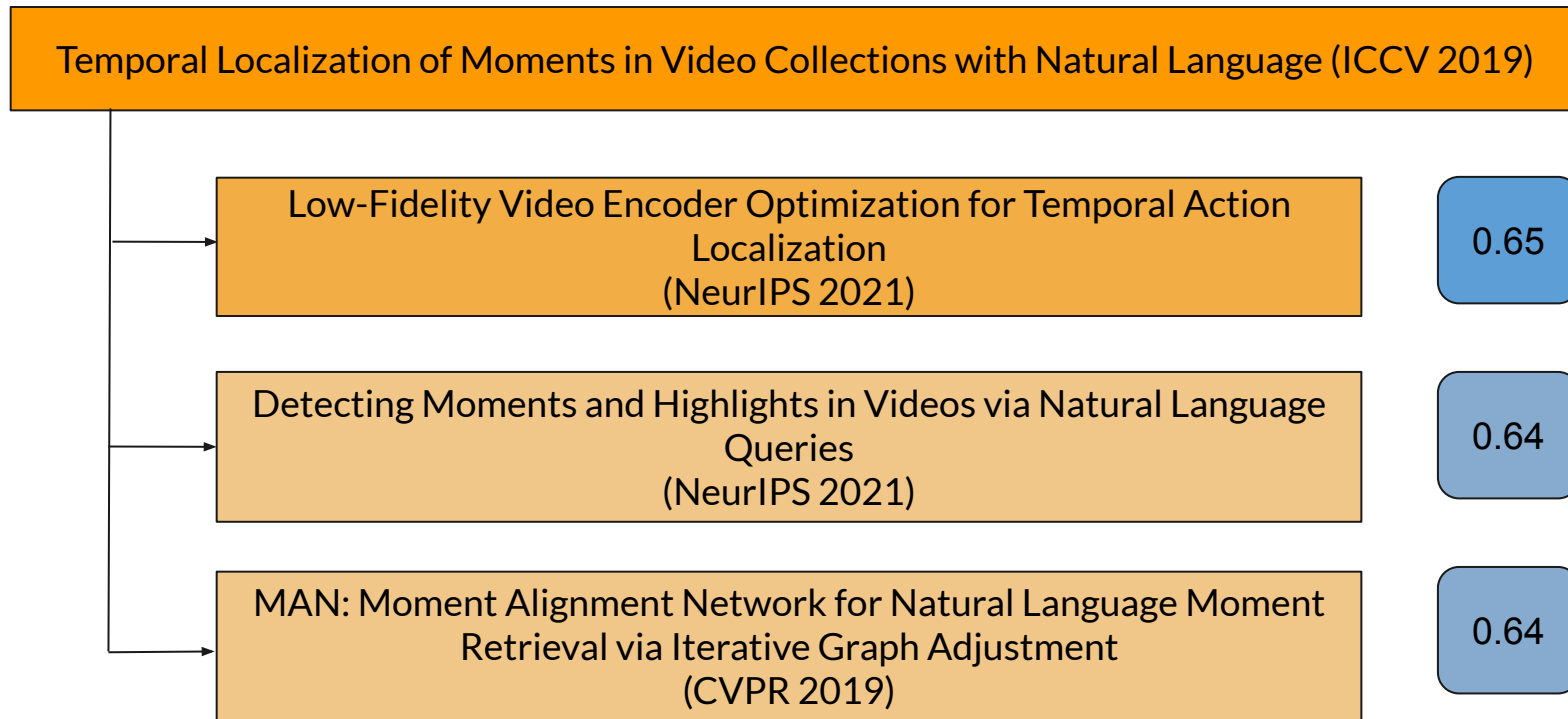 Temporal Localization of Moments in Video Collections with Natural Language (ICCV 2019)
Low-Fidelity Video Encoder Optimization for Temporal Action
Localization
(NeurIPS 2021)
0.65
Detecting Moments and Highlights in Videos via Natural Language
Queries
(NeurIPS 2021)
0.64
MAN: Moment Alignment Network for Natural Language Moment
Retrieval via Iterative Graph Adjustment
(CVPR 2019)
0.64